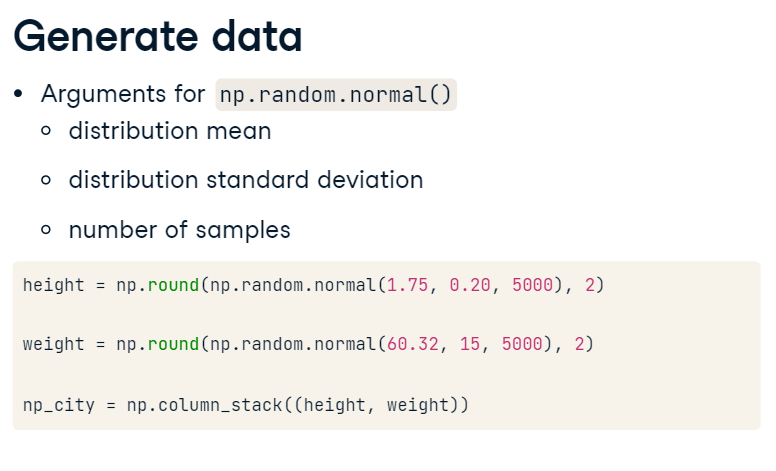 Generate data
• Arguments for np.random.normal()
○ distribution mean
○ distribution standard deviation
○ number of samples
height = np.round(np.random.normal(1.75, 0.20, 5000), 2)
weight = np.round(np.random.normal(60.32, 15, 5000), 2)
np_city = np.column_stack((height, weight))